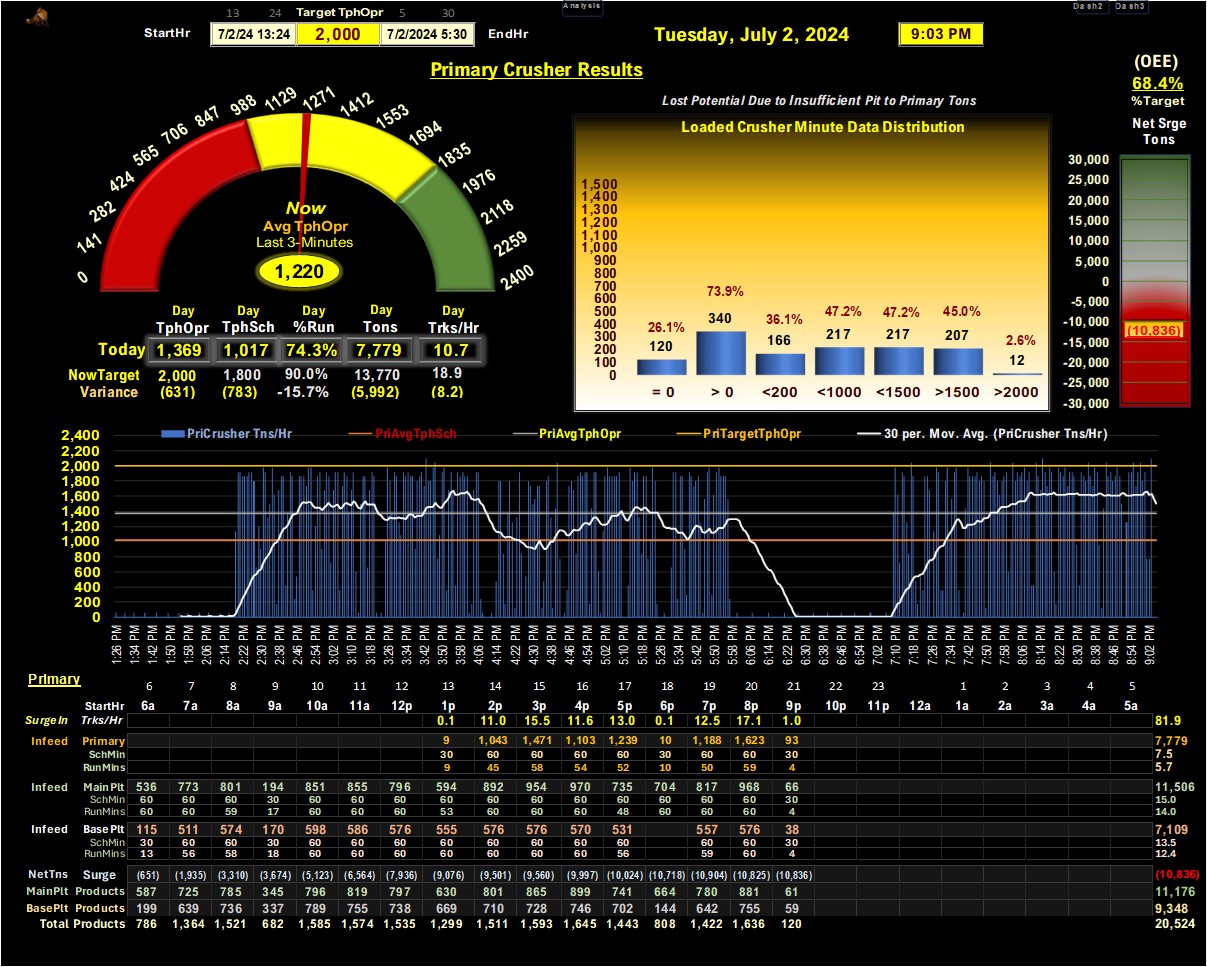 13 24 Target TphOpr 5 30
Analysis
Dash2 Dash3
StartHr 7/2/24 13:24 2,000 7/2/2024 5:30 EndHr
Tuesday, July 2, 2024
9:03 PM
Primary Crusher Results
(OEE)
68.4%
%Target
Net Srge
Tons
Lost Potential Due to Insufficient Pit to Primary Tons
Loaded Crusher Minute Data Distribution
0 141 282 424 565 706 847 988 1129 1271 1412 1553 1694 1835 1976 2118 2259 2400
Now
Avg TphOpr
Last 3-Minutes
1,220
Day Day Day Day Day
TphOpr TphSch %Run Tons Trks/Hr
Today 1,369 1,017 74.3% 7,779 10.7
NowTarget 2,000 1,800 90.0% 13,770 18.9
Variance (631) (783) -15.7% (5,992) (8.2)
1,500
1,400
1,300
1,200
1,100
1,000
900
800
700
600
500
400
300
200
100
0
26.1% 73.9% 36.1% 47.2% 47.2% 45.0% 2.6%
120 340 166 217 217 207 12
= 0 > 0 <200 <1000 <1500 >1500 >2000
30,000
25,000
20,000
15,000
10,000
5,000
0
-5,000
-10,000
(10,836)
-15,000
-20,000
-25,000
-30,000
PriCrusher Tns/Hr PriAvgTphSch PriAvgTphOpr PriTargetTphOpr 30 per. Mov. Avg. (PriCrusher Tns/Hr)
2,400
2,200
2,000
1,800
1,600
1,400
1,200
1,000
800
600
400
200
0
1:26 PM 1:34 PM 1:42 PM 1:50 PM 1:58 PM 2:06 PM 2:14 PM 2:22 PM 2:30 PM 2:38 PM 2:46 PM 2:54 PM 3:02 PM 3:10 PM 3:18 PM 3:26 PM 3:34 PM 3:42 PM 3:50 PM 3:58 PM 4:06 PM 4:14 PM 4:22 PM 4:30 PM 4:38 PM 4:46 PM 4:54 PM 5:02 PM 5:10 PM 5:18 PM 5:26 PM 5:34 PM 5:42 PM 5:50 PM 5:58 PM 6:06 PM 6:14 PM 6:22 PM 6:30 PM 6:38 PM 6:46 PM 6:54 PM 7:02 PM 7:10 PM 7:18 PM 7:26 PM 7:34 PM 7:42 PM 7:50 PM 7:58 PM 8:06 PM 8:14 PM 8:22 PM 8:30 PM 8:38 PM 8:46 PM 8:54 PM 9:02 PM
Primary
6 7 8 9 10 11 12 13 14 15 16 17 18 19 20 21 22 23 1 2 3 4 5
StartHr 6a 7a 8a 9a 10a 11a 12p 1p 2p 3p 4p 5p 6p 7p 8p 9p 10p 11p 12a 1a 2a 3a 4a 5a
SurgeIn Trks/Hr 0.1 11.0 15.5 11.6 13.0 0.1 12.5 17.1 1.0 81.9
Infeed Primary 9 1,043 1,471 1,103 1,239 10 1,188 1,623 93 7,779
SchMin 30 60 60 60 60 30 60 60 30 7.5
RunMins 9 45 58 54 52 10 50 59 4 5.7
Infeed MainPlt 536 773 801 194 851 855 796 594 892 954 970 735 704 817 968 66 11,506
SchMin 60 60 60 30 60 60 60 60 60 60 60 60 60 60 60 30 15.0
RunMins 60 60 59 17 60 60 60 53 60 60 60 48 60 60 60 4 14.0
Infeed BasePlt 115 511 574 170 598 586 576 555 576 576 570 531 557 576 38 7,109
SchMin 30 60 60 30 60 60 60 60 60 60 60 60 60 60 30 13.5
RunMins 13 56 58 18 60 60 60 60 60 60 60 56 59 60 4 12.4
NetTns Surge (651) (1,935) (3,310) (3,674) (5,123) (6,564) (7,936) (9,076) (9,501) (9,560) (9,997) (10,024) (10,718) (10,904) (10,825) (10,836) (10,836)
MainPlt Products 587 725 785 345 796 819 797 630 801 865 899 741 664 780 881 61 11,176
BasePlt Products 199 639 736 337 789 755 738 669 710 728 746 702 144 642 755 59 9,348
Total Products 786 1,364 1,521 682 1,585 1,574 1,535 1,299 1,511 1,593 1,645 1,443 808 1,422 1,636 120 20,524